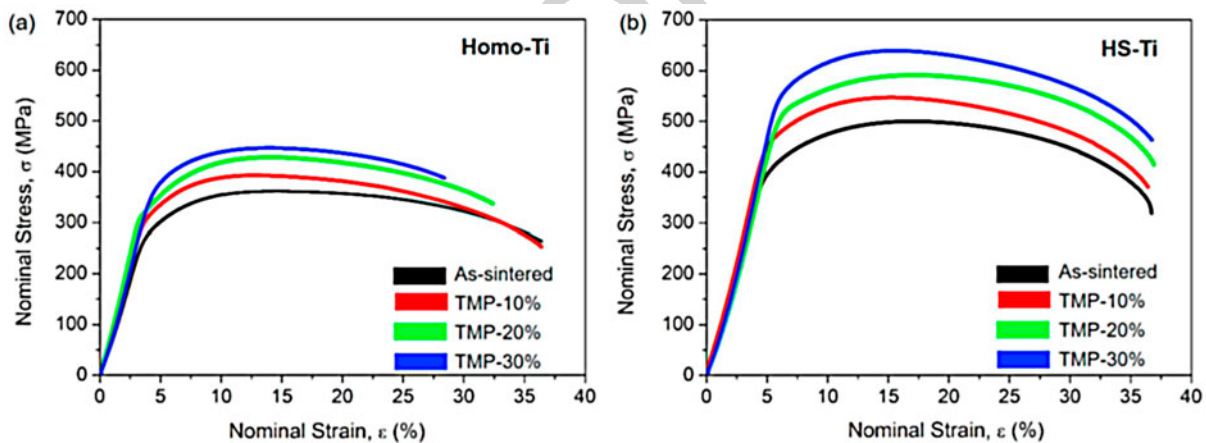 (a)
Homo-Ti
700
600
500
400
300
200
100
0
Nominal Stress, σ (MPa)
As-sintered
TMP-10%
TMP-20%
TMP-30%
0 5 10 15 20 25 30 35 40
Nominal Strain, ε (%)
(b)
HS-Ti
700
600
500
400
300
200
100
0
Nominal Stress, σ (MPa)
As-sintered
TMP-10%
TMP-20%
TMP-30%
0 5 10 15 20 25 30 35 40
Nominal Strain, ε (%)